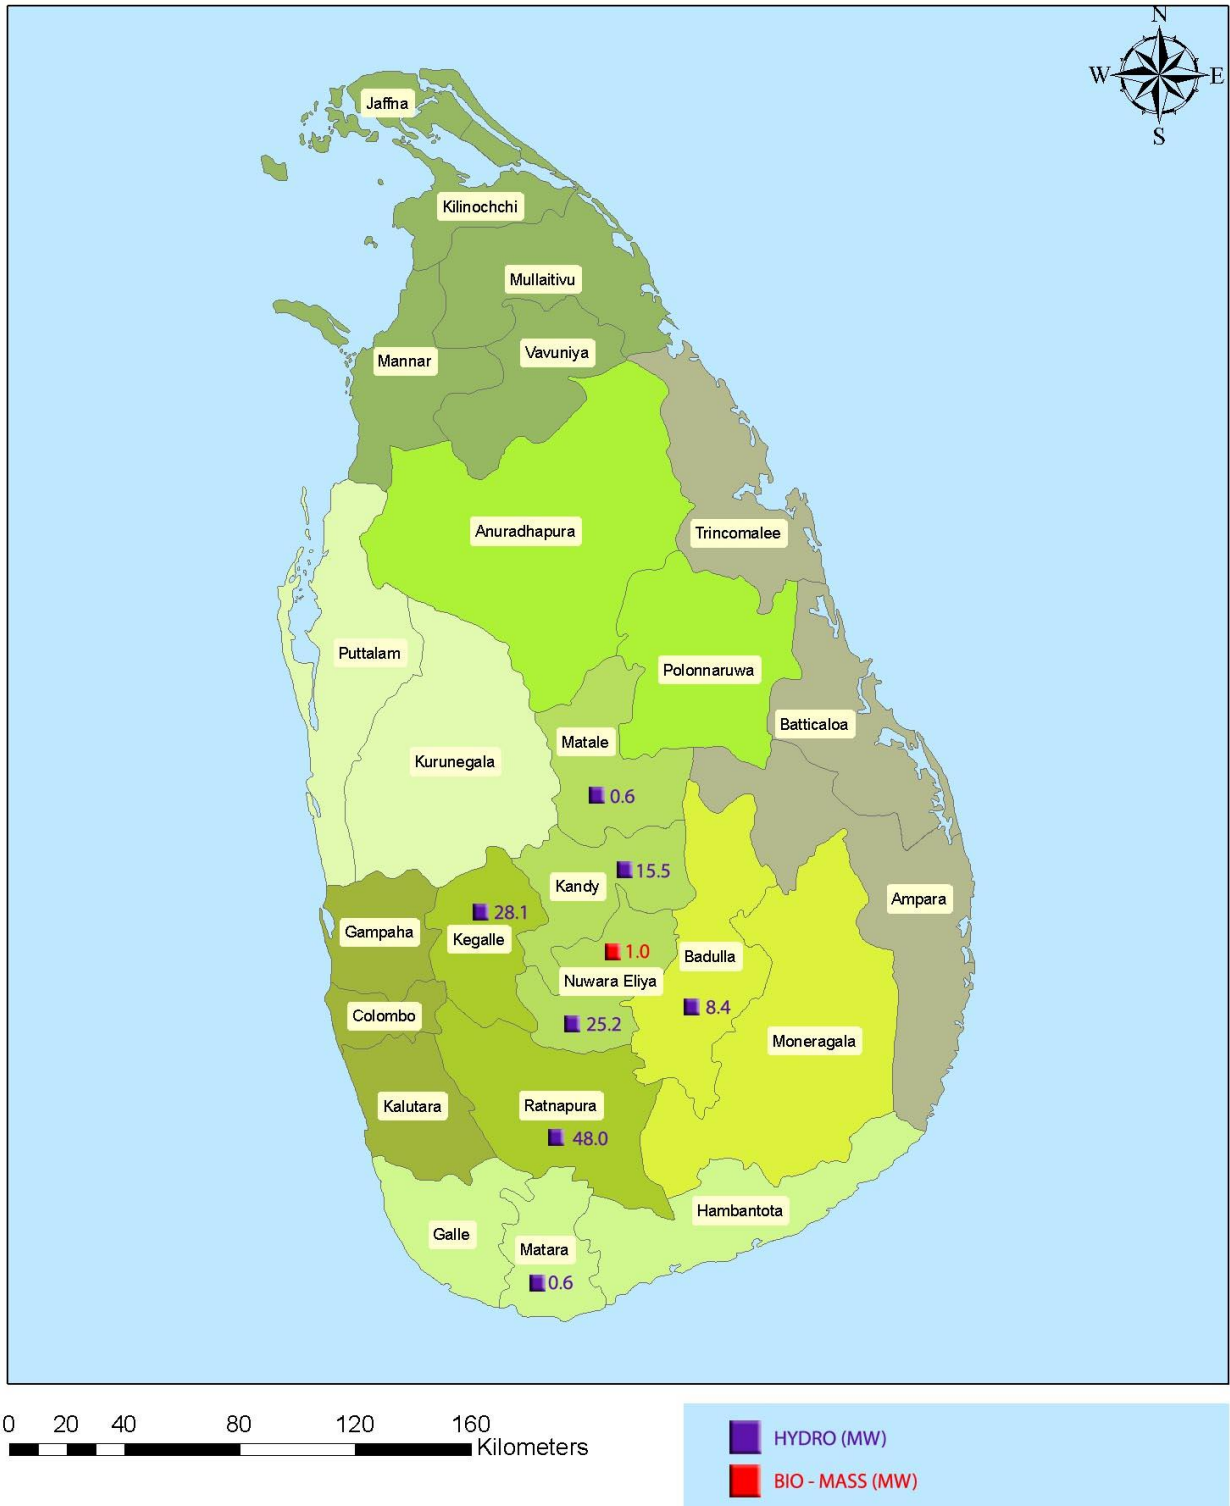 N
W E
S
Jaffna
Kilinochchi
Mullaitivu
Vavuniya
Mannar
Anuradhapura
Trincomalee
Puttalam
Polonnaruwa
Batticaloa
Matale
Kurunegala
0.6
15.5
Kandy
Ampara
28.1
Gampaha
Kegalle
1.0
Badulla
Nuwara Eliya
8.4
Colombo
25.2
Moneragala
Kalutara
Ratnapura
48.0
Hambantota
Galle
Matara
0.6
0 20 40 80 120 160
Kilometers
HYDRO (MW)
BIO - MASS (MW)